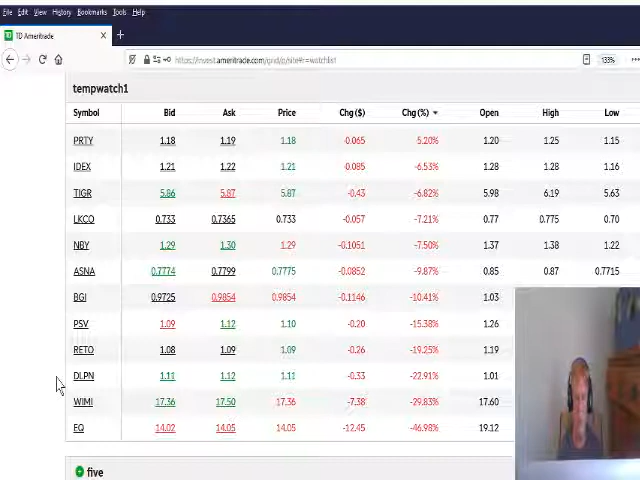 File Edit View History Bookmarks Tools Help
TD Ameritrade
https://invest.ameritrade.com/grid/p/site#r=watchlist 133%
tempwatch1
Symbol Bid Ask Price Chg ($) Chg (%) Open High Low
PRTY 1.18 1.19 1.18 -0.065 -5.20% 1.20 1.25 1.15
IDEX 1.21 1.22 1.21 -0.085 -6.53% 1.28 1.28 1.16
TIGR 5.86 5.87 5.87 -0.43 -6.82% 5.98 6.19 5.63
LKCO 0.733 0.7365 0.733 -0.057 -7.21% 0.77 0.775 0.70
NBY 1.29 1.30 1.29 -0.1051 -7.50% 1.37 1.38 1.22
ASNA 0.7774 0.7799 0.7775 -0.0852 -9.87% 0.85 0.87 0.7715
BGI 0.9725 0.9854 0.9854 -0.1146 -10.41% 1.03
PSV 1.09 1.12 1.10 -0.20 -15.38% 1.26
RETO 1.08 1.09 1.09 -0.26 -19.25% 1.19
DLPN 1.11 1.12 1.11 -0.33 -22.91% 1.01
WIMI 17.36 17.50 17.36 -7.38 -29.83% 17.60
EQ 14.02 14.05 14.05 -12.45 -46.98% 19.12
five